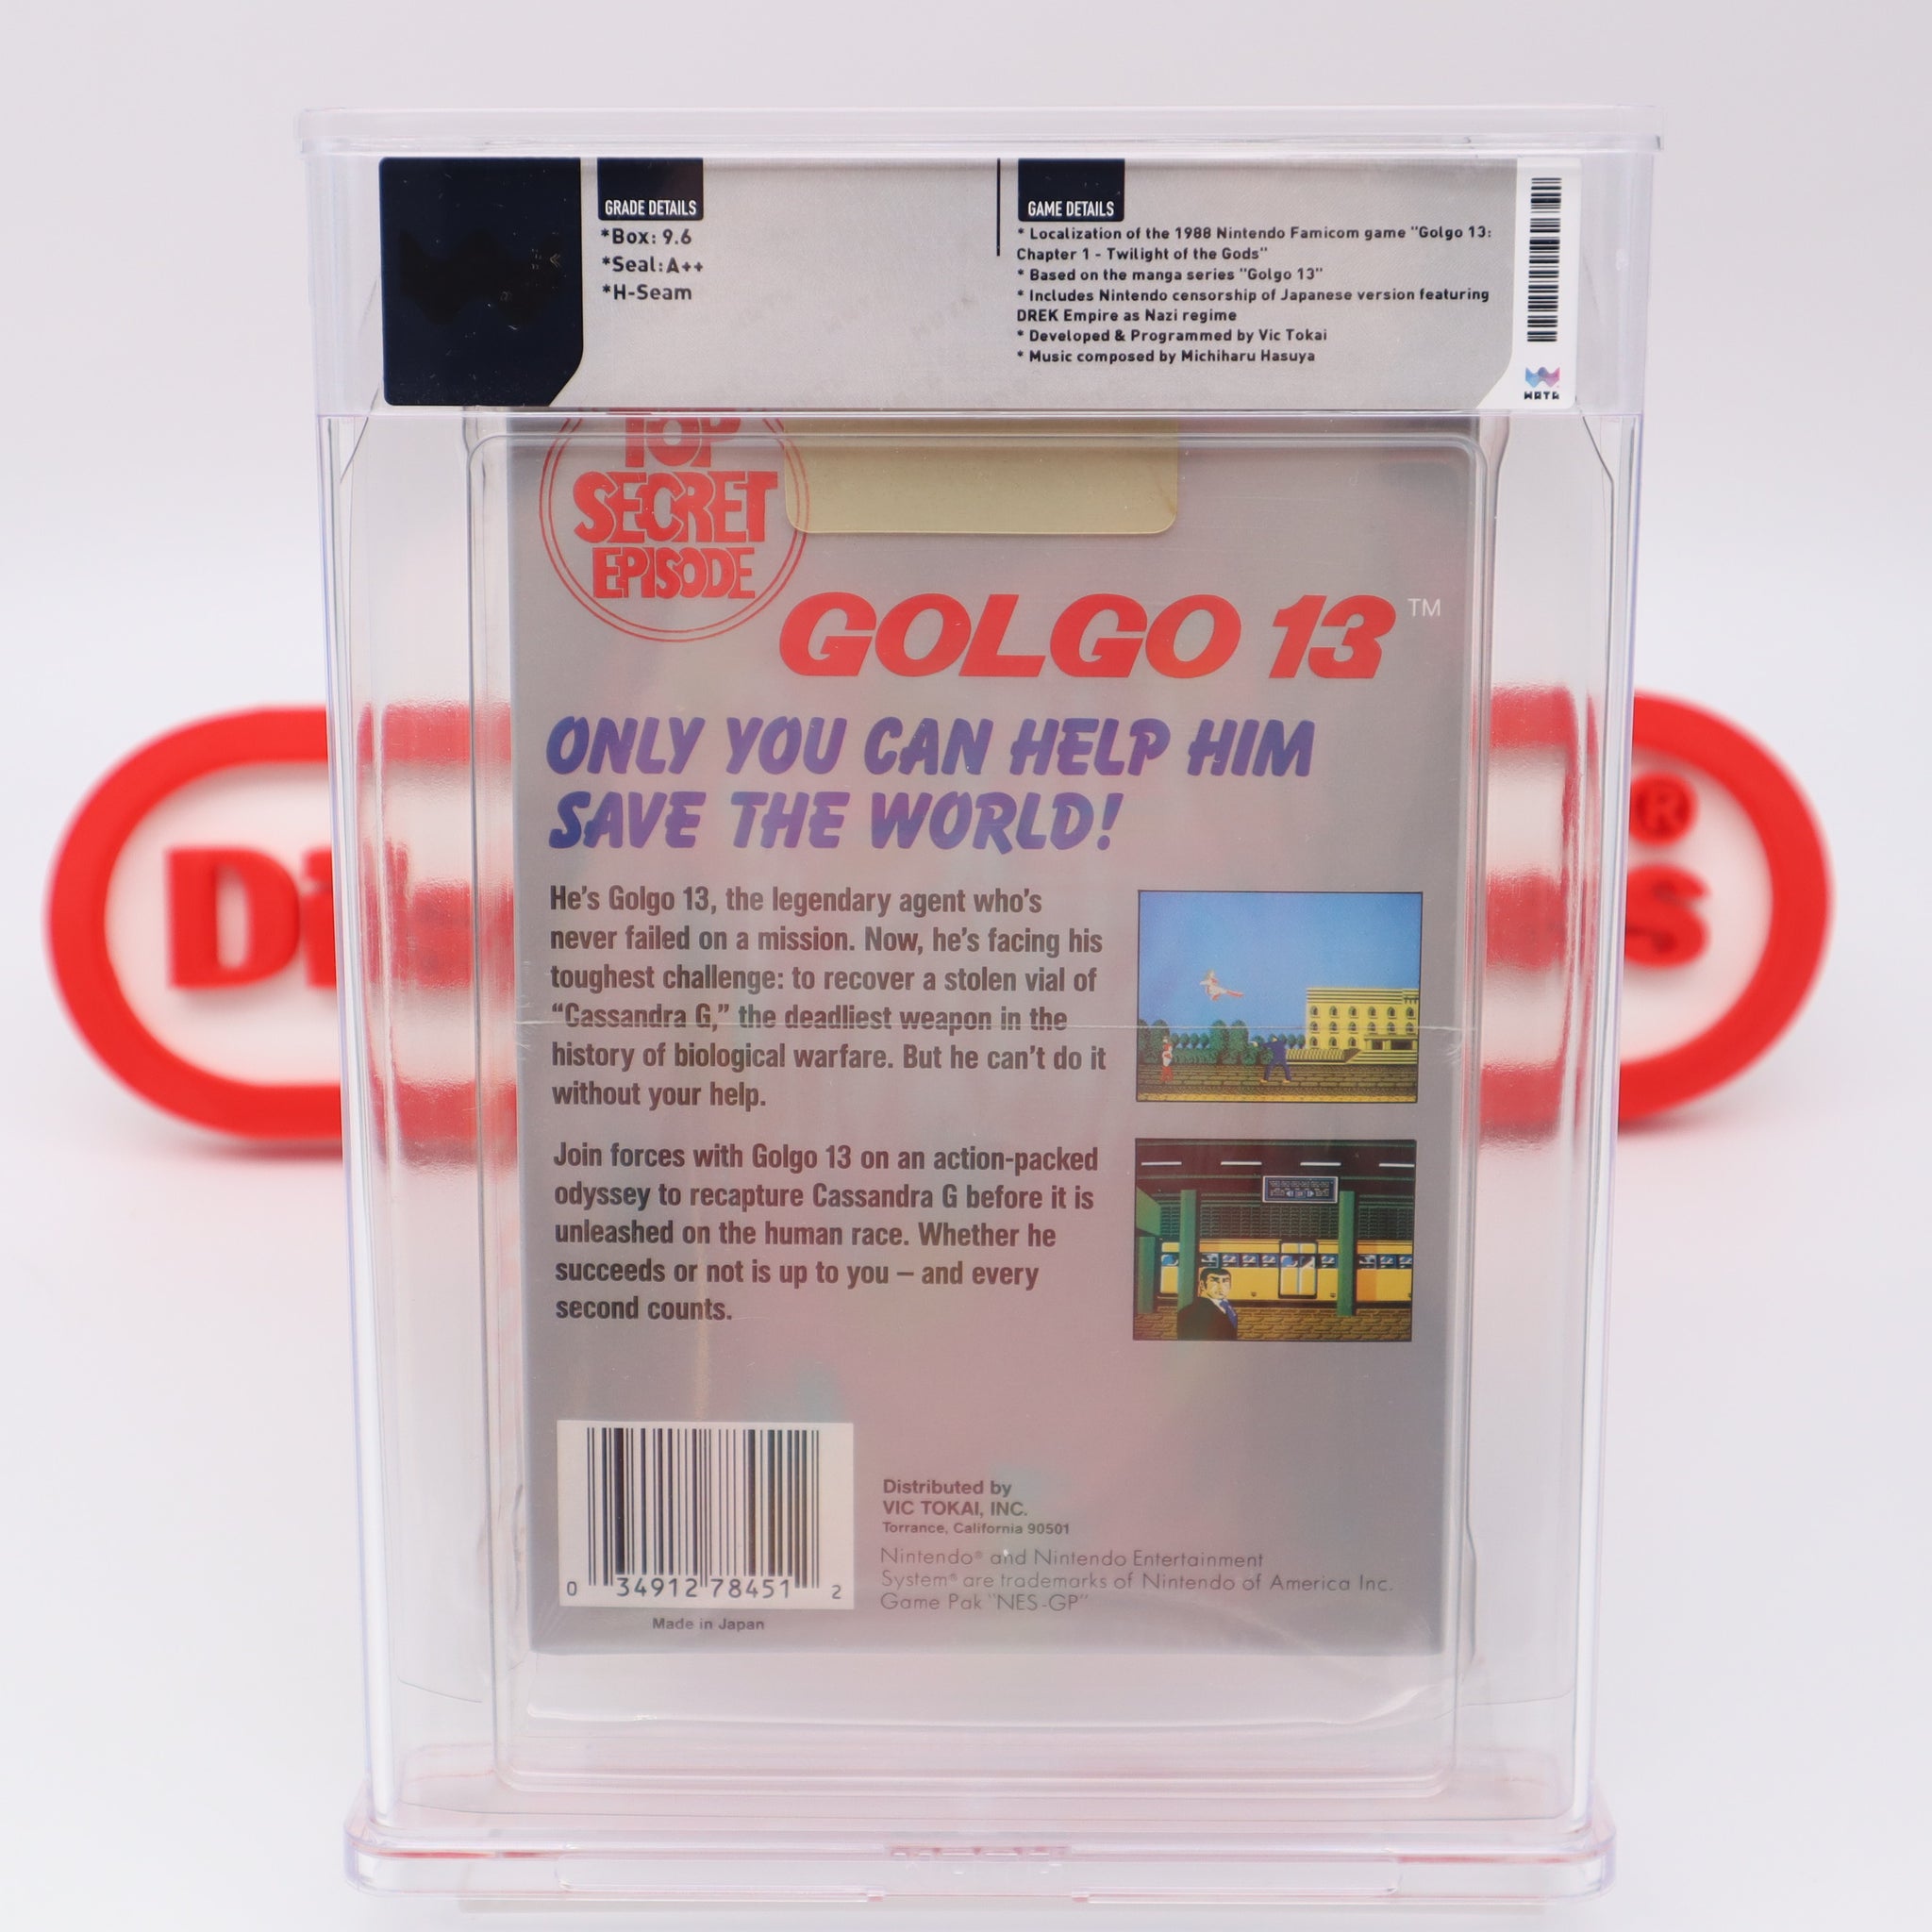 GRADE DETAILS
*Box: 9.6
*Seal: A++
*H-Seam
GAME DETAILS
* Localization of the 1988 Nintendo Famicom game "Golgo 13:
Chapter 1 - Twilight of the Gods"
* Based on the manga series "Golgo 13"
* Includes Nintendo censorship of Japanese version featuring
DREK Empire as Nazi regime
* Developed & Programmed by Vic Tokai
* Music composed by Michiharu Hasuya
WATA
TOP
SECRET
EPISODE
GOLGO 13™
ONLY YOU CAN HELP HIM
SAVE THE WORLD!
He's Golgo 13, the legendary agent who's
never failed on a mission. Now, he's facing his
toughest challenge: to recover a stolen vial of
“Cassandra G,” the deadliest weapon in the
history of biological warfare. But he can't do it
without your help.
Join forces with Golgo 13 on an action-packed
odyssey to recapture Cassandra G before it is
unleashed on the human race. Whether he
succeeds or not is up to you – and every
second counts.
0 34912 78451 2
Made in Japan
Distributed by
VIC TOKAI, INC.
Torrance, California 90501
Nintendo® and Nintendo Entertainment
System® are trademarks of Nintendo of America Inc.
Game Pak "NES-GP"
®